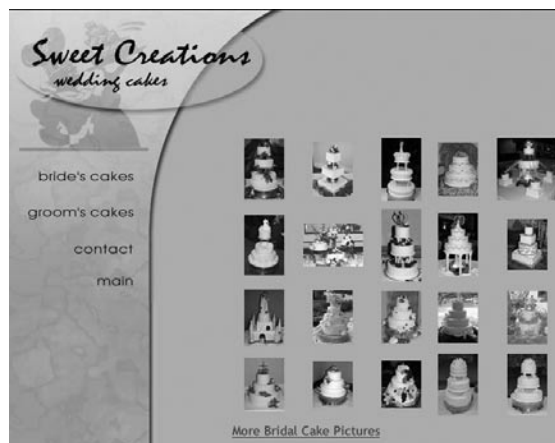 Sweet Creations
wedding cakes
bride's cakes
groom's cakes
contact
main
More Bridal Cake Pictures